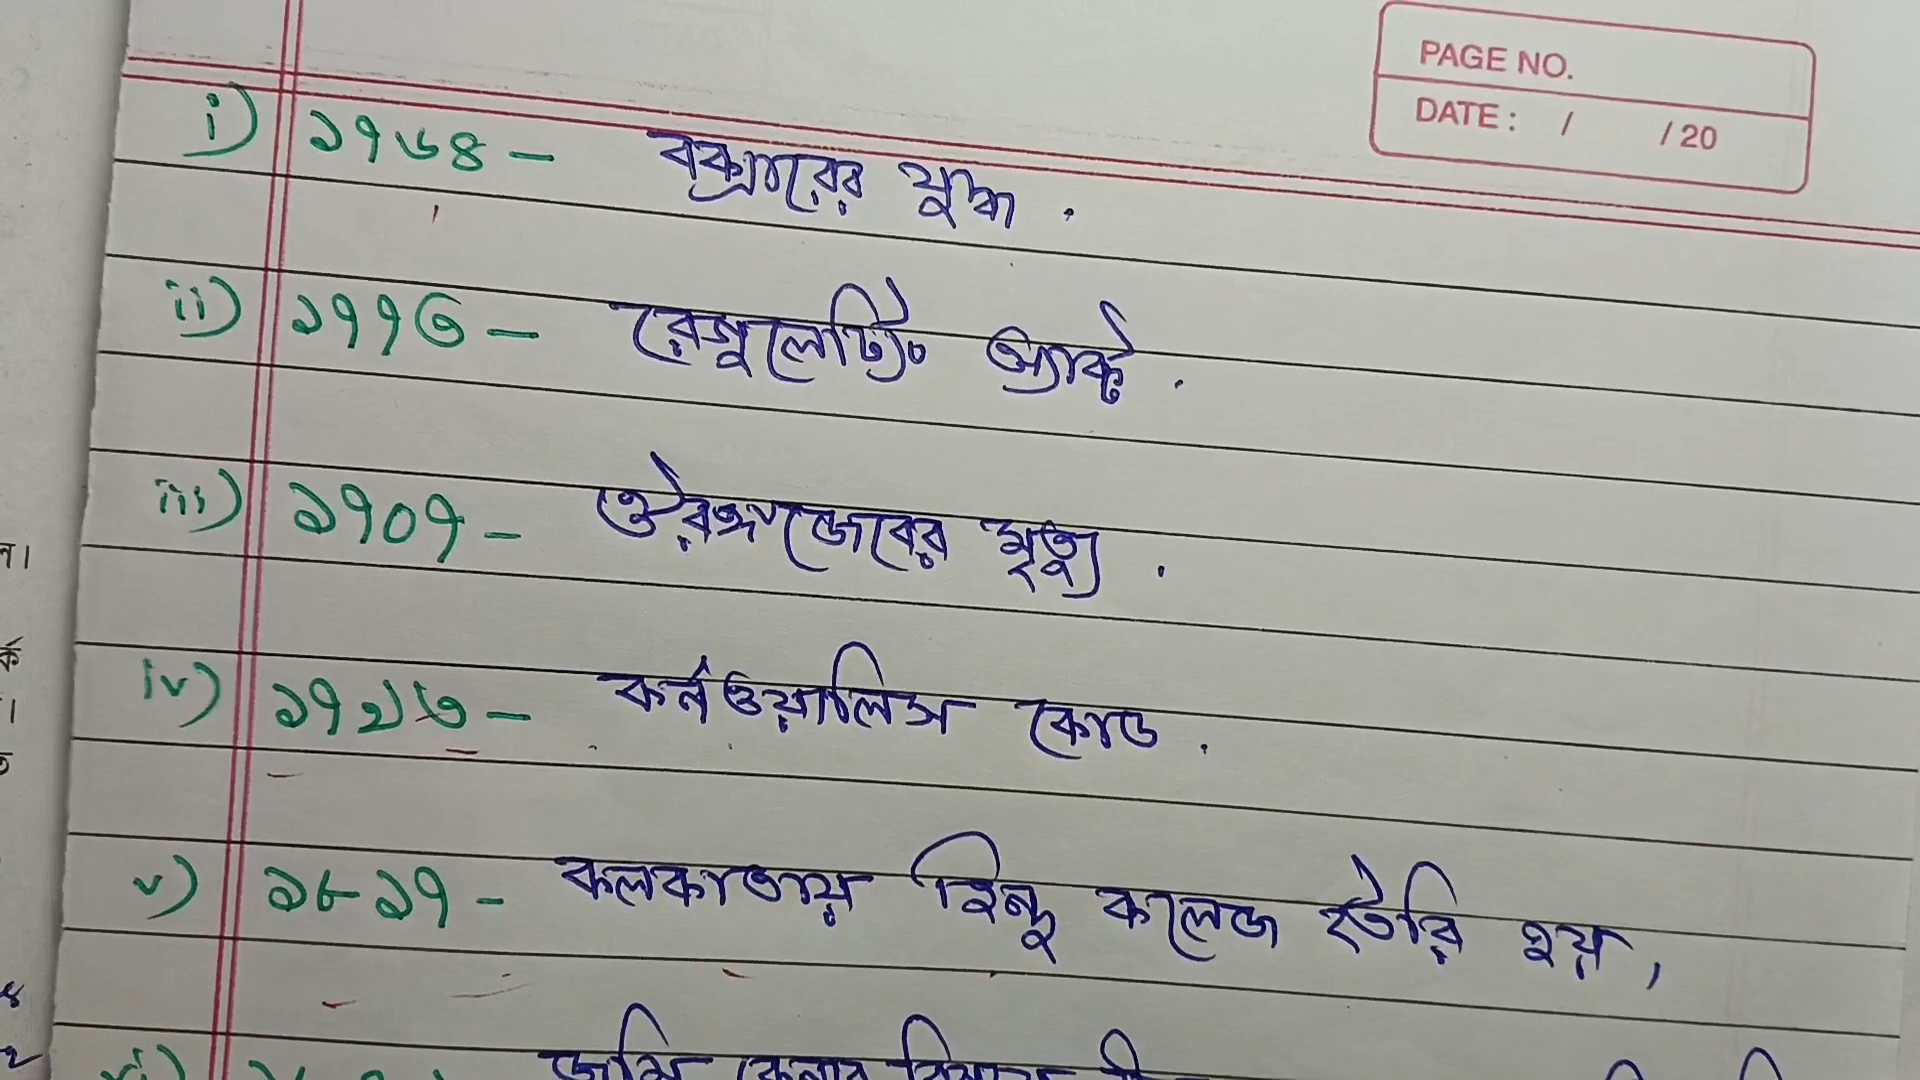 PAGE NO.
DATE : / / 20
i) ১৭৬৪ - বক্সারের যুদ্ধ .
ii) ১৭৭৩ - রেগুলেটিং অ্যাক্ট .
iii) ১৭০৭ - ঔরঙ্গজেবের মৃত্যু .
iv) ১৭৯৩ - কর্নওয়ালিস কোড .
v) ১৮১৭ - কলকাতায় হিন্দু কলেজ তৈরি হয়,
জমি